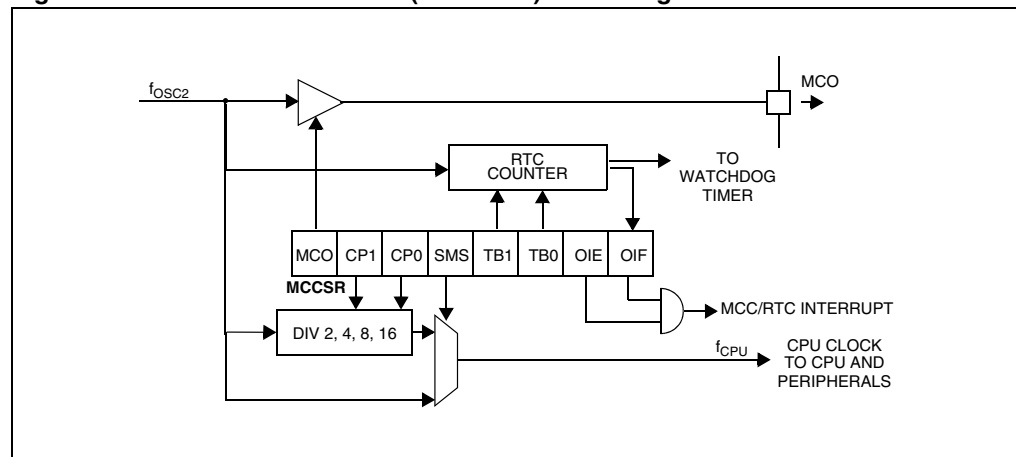 MCO
fOSC2
RTC
COUNTER
TO
WATCHDOG
TIMER
MCO CP1 CP0 SMS TB1 TB0 OIE OIF
MCCSR
MCC/RTC INTERRUPT
DIV 2, 4, 8, 16
fCPU
CPU CLOCK
TO CPU AND
PERIPHERALS